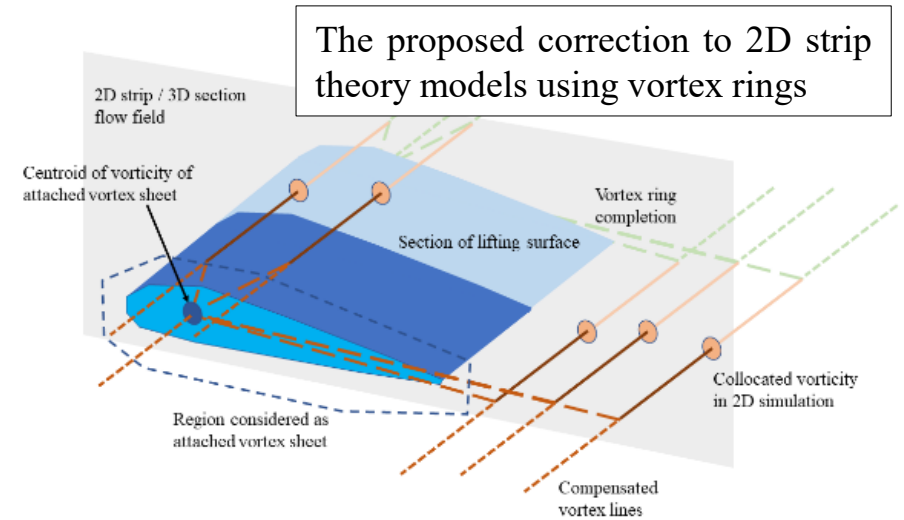 The proposed correction to 2D strip
theory models using vortex rings
2D strip / 3D section
flow field
Centroid of vorticity of
attached vortex sheet
Vortex ring
completion
Section of lifting surface
Collocated vorticity
in 2D simulation
Region considered as
attached vortex sheet
Compensated
vortex lines